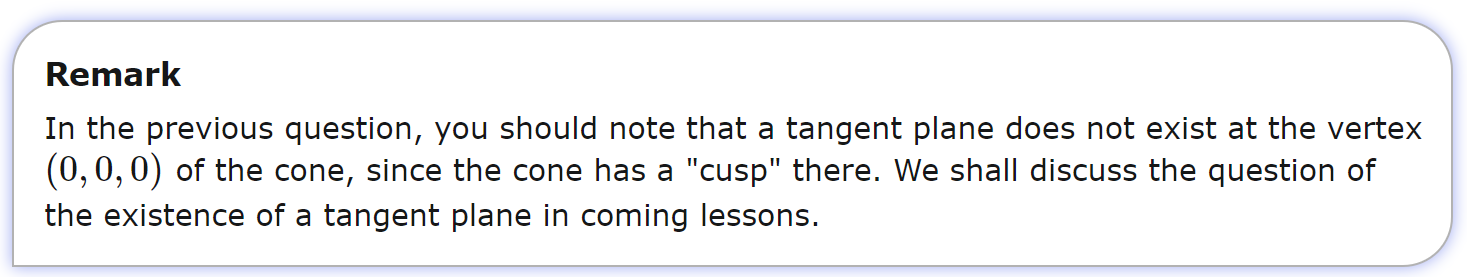 Remark
In the previous question, you should note that a tangent plane does not exist at the vertex
(0, 0, 0) of the cone, since the cone has a "cusp" there. We shall discuss the question of
the existence of a tangent plane in coming lessons.